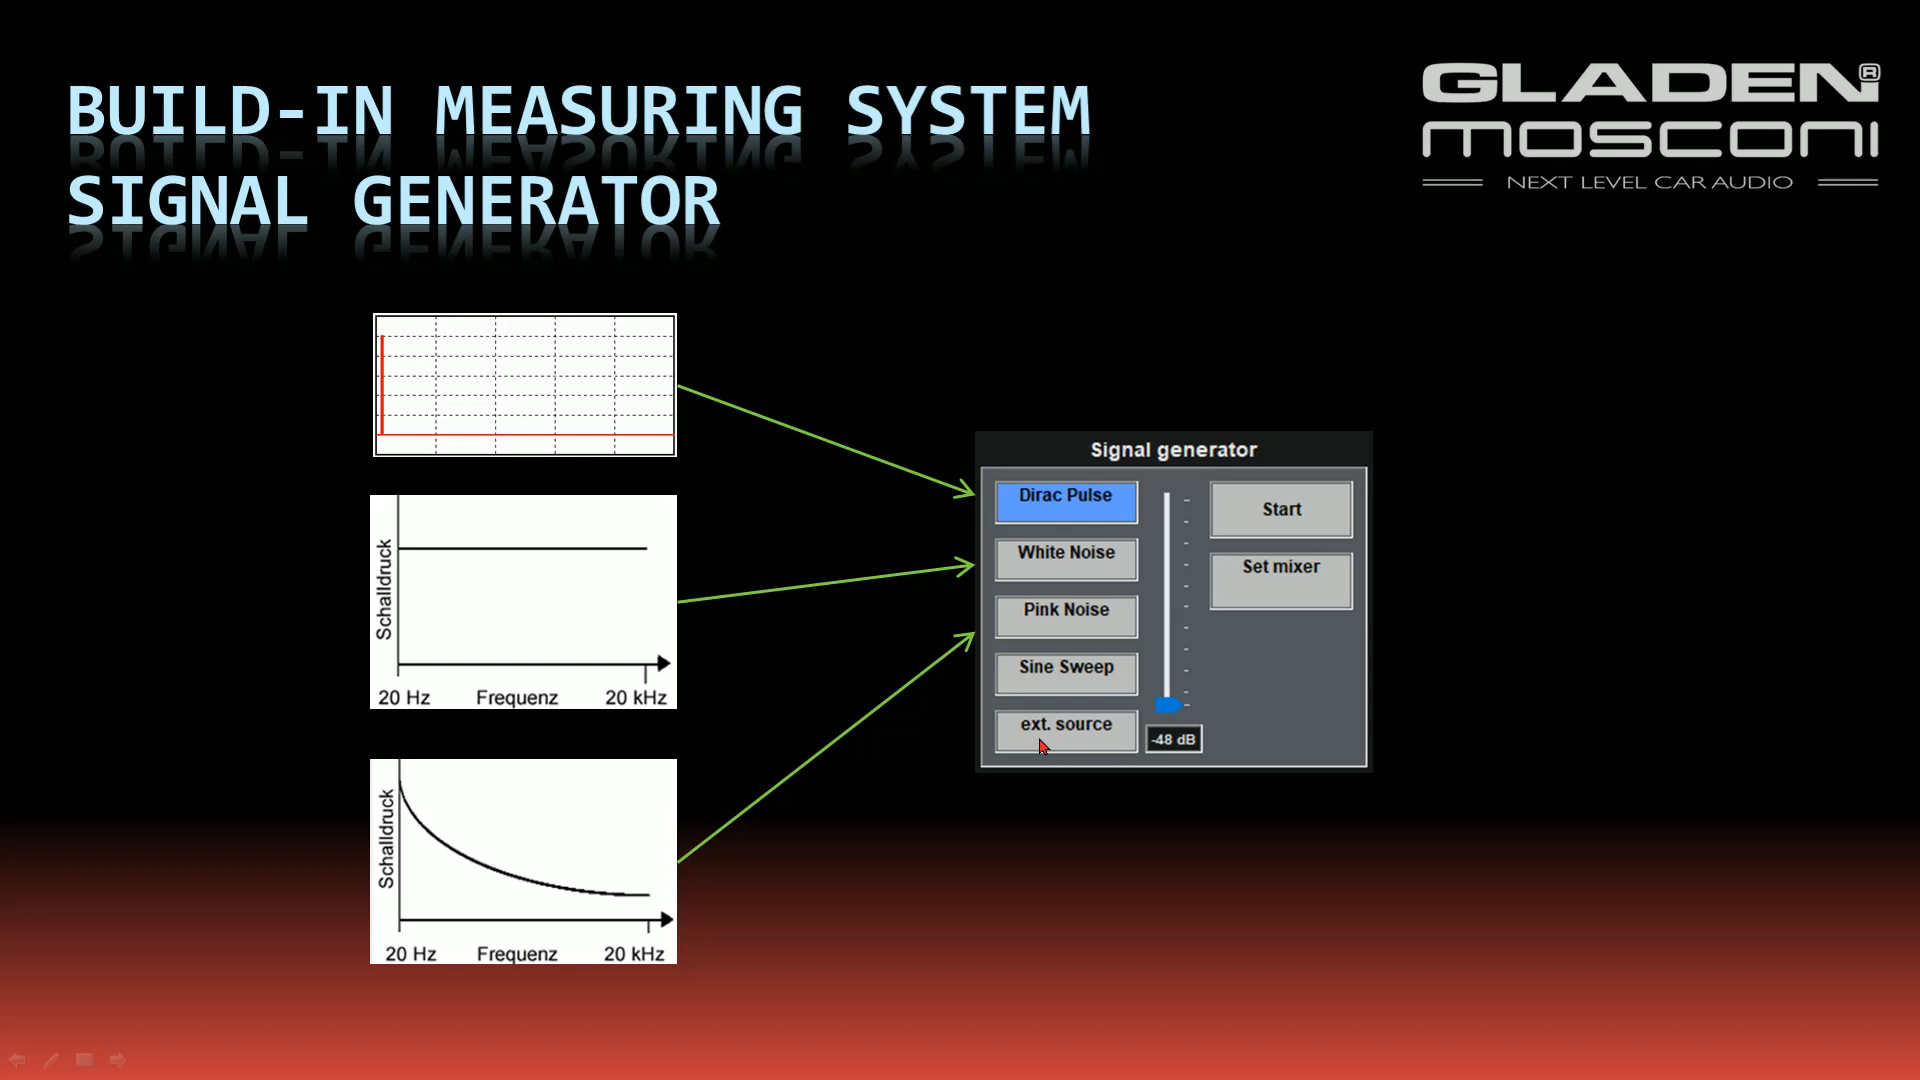 BUILD-IN MEASURING SYSTEM
SIGNAL GENERATOR
GLADEN®
MOSCONI
NEXT LEVEL CAR AUDIO
Schalldruck
20 Hz Frequenz 20 kHz
Schalldruck
20 Hz Frequenz 20 kHz
Signal generator
Dirac Pulse
White Noise
Pink Noise
Sine Sweep
ext. source
-48 dB
Start
Set mixer